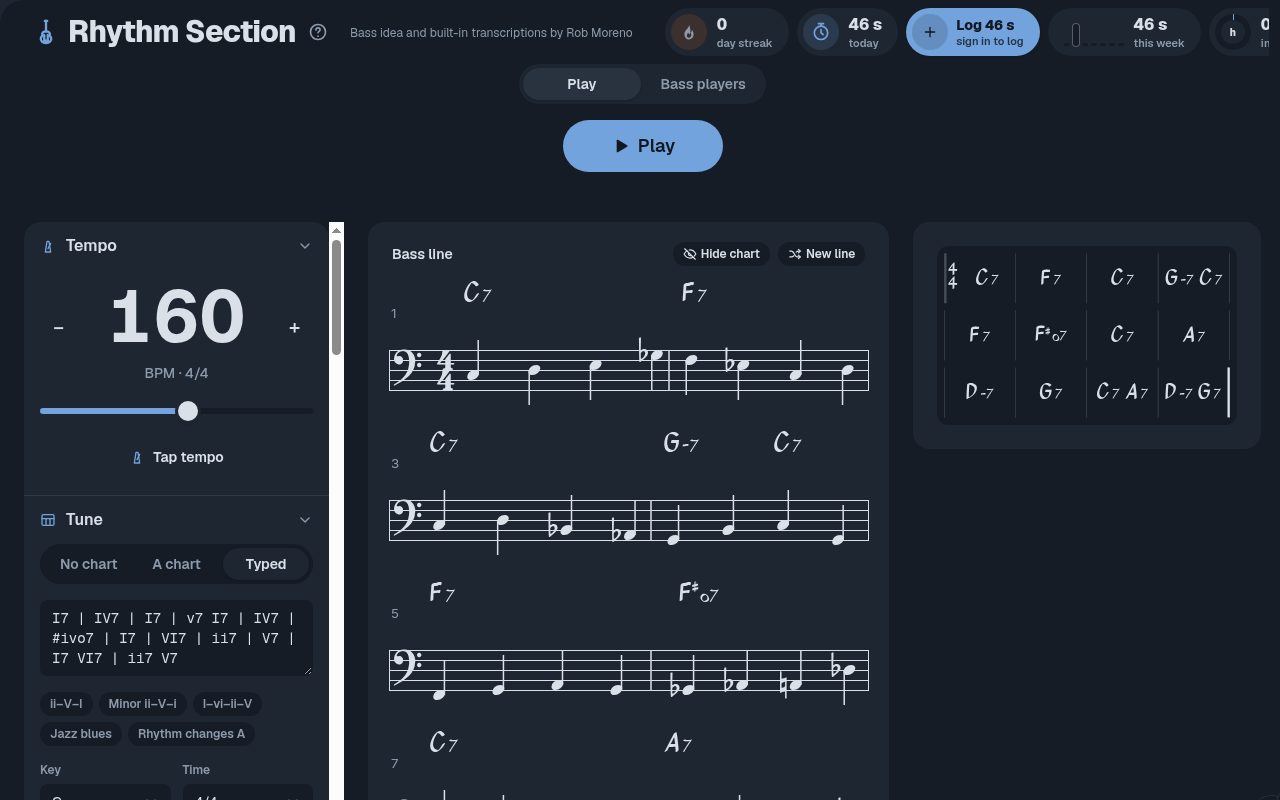 Rhythm Section
Bass idea and built-in transcriptions by Rob Moreno
0
day streak
46 s
today
Log 46 s
sign in to log
46 s
this week
h
Play
Bass players
Play
Tempo
160
BPM · 4/4
Tap tempo
Tune
No chart
A chart
Typed
I7 | IV7 | I7 | v7 I7 | IV7 |
#ivo7 | I7 | VI7 | ii7 | V7 |
I7 VI7 | ii7 V7
ii–V–I
Minor ii–V–i
I–vi–ii–V
Jazz blues
Rhythm changes A
Key
Time
Bass line
Hide chart
New line
C7 F7
1
4
4
C7 G-7 C7
3
F7 F♯o7
5
C7 A7
7
4
4
C7 F7 C7 G-7 C7
F7 F♯o7 C7 A7
D-7 G7 C7 A7 D-7 G7